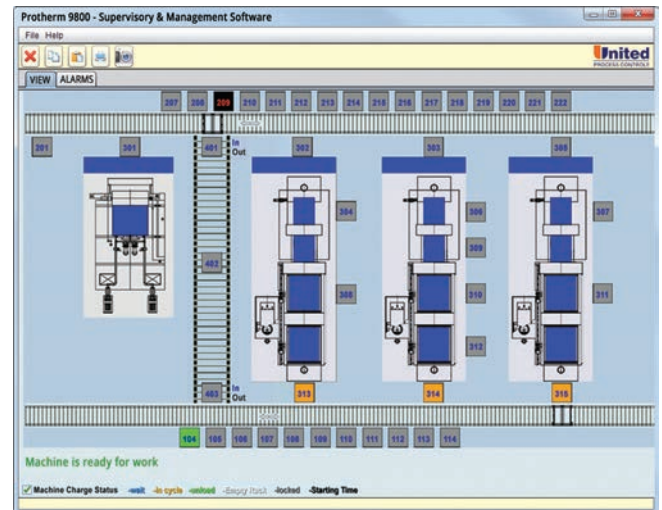 Protherm 9800 - Supervisory & Management Software
File Help
United
PROCESS CONTROLS
VIEW ALARMS
207 208 209 210 211 212 213 214 215 216 217 218 219 220 221 222
201 301 401 In Out 302 303 305
304 306 307
309
402
308 310 311
312
403 In Out 313 314 315
104 105 106 107 108 109 110 111 112 113 114
Machine is ready for work
Machine Charge Status -wait -in cycle -unload -Empty Rack -locked -Starting Time